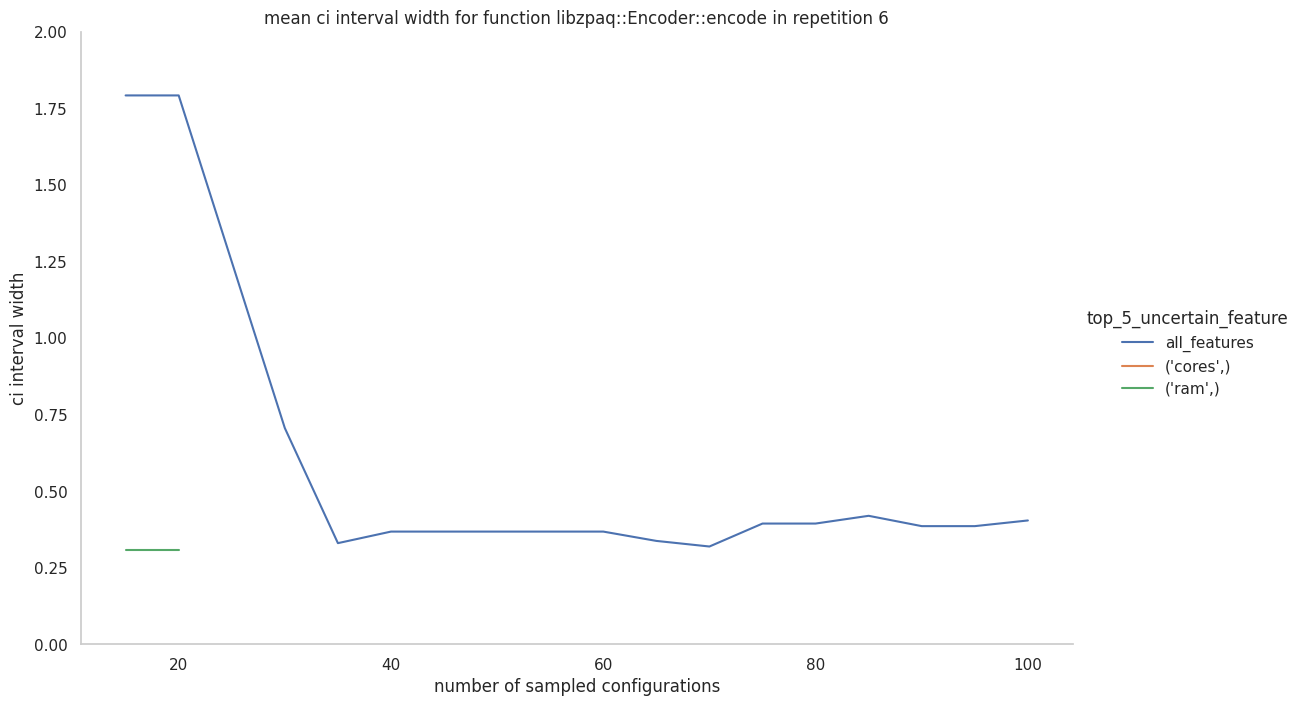 mean ci interval width for function libzpaq::Encoder::encode in repetition 6
2.00
1.75
1.50
1.25
1.00
0.75
0.50
0.25
0.00
ci interval width
20
40
60
80
100
number of sampled configurations
top_5_uncertain_feature
all_features
('cores',)
('ram',)